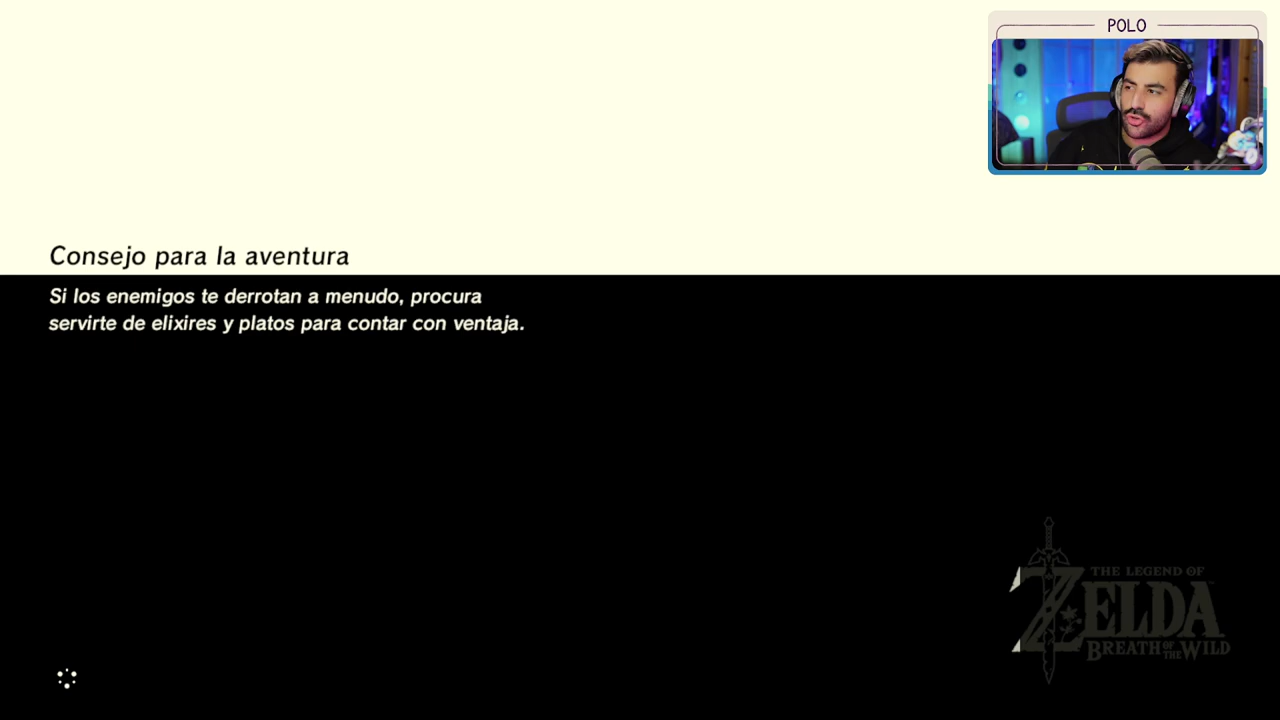 POLO
Consejo para la aventura
Si los enemigos te derrotan a menudo, procura
servirte de elixires y platos para contar con ventaja.
THE LEGEND OF
ZELDA
BREATH OF THE WILD